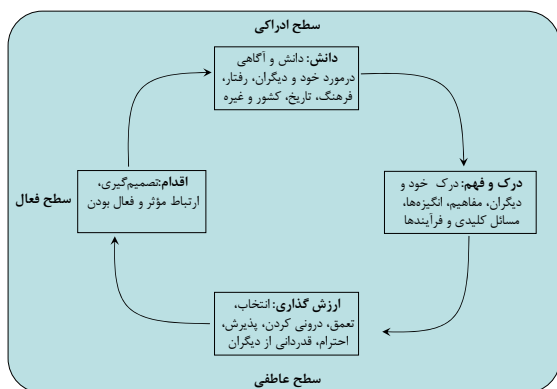 سطح ادراکی
دانش: دانش و آگاهی
درمورد خود و دیگران، رفتار،
فرهنگ، تاریخ، کشور و غیره
درک و فهم: درک خود و
دیگران، مفاهیم، انگیزه‌ها،
مسائل کلیدی و فرآیندها
اقدام:تصمیم‌گیری،
ارتباط مؤثر و فعال بودن
سطح فعال
ارزش گذاری: انتخاب،
تعمق، درونی کردن، پذیرش،
احترام، قدردانی از دیگران
سطح عاطفی